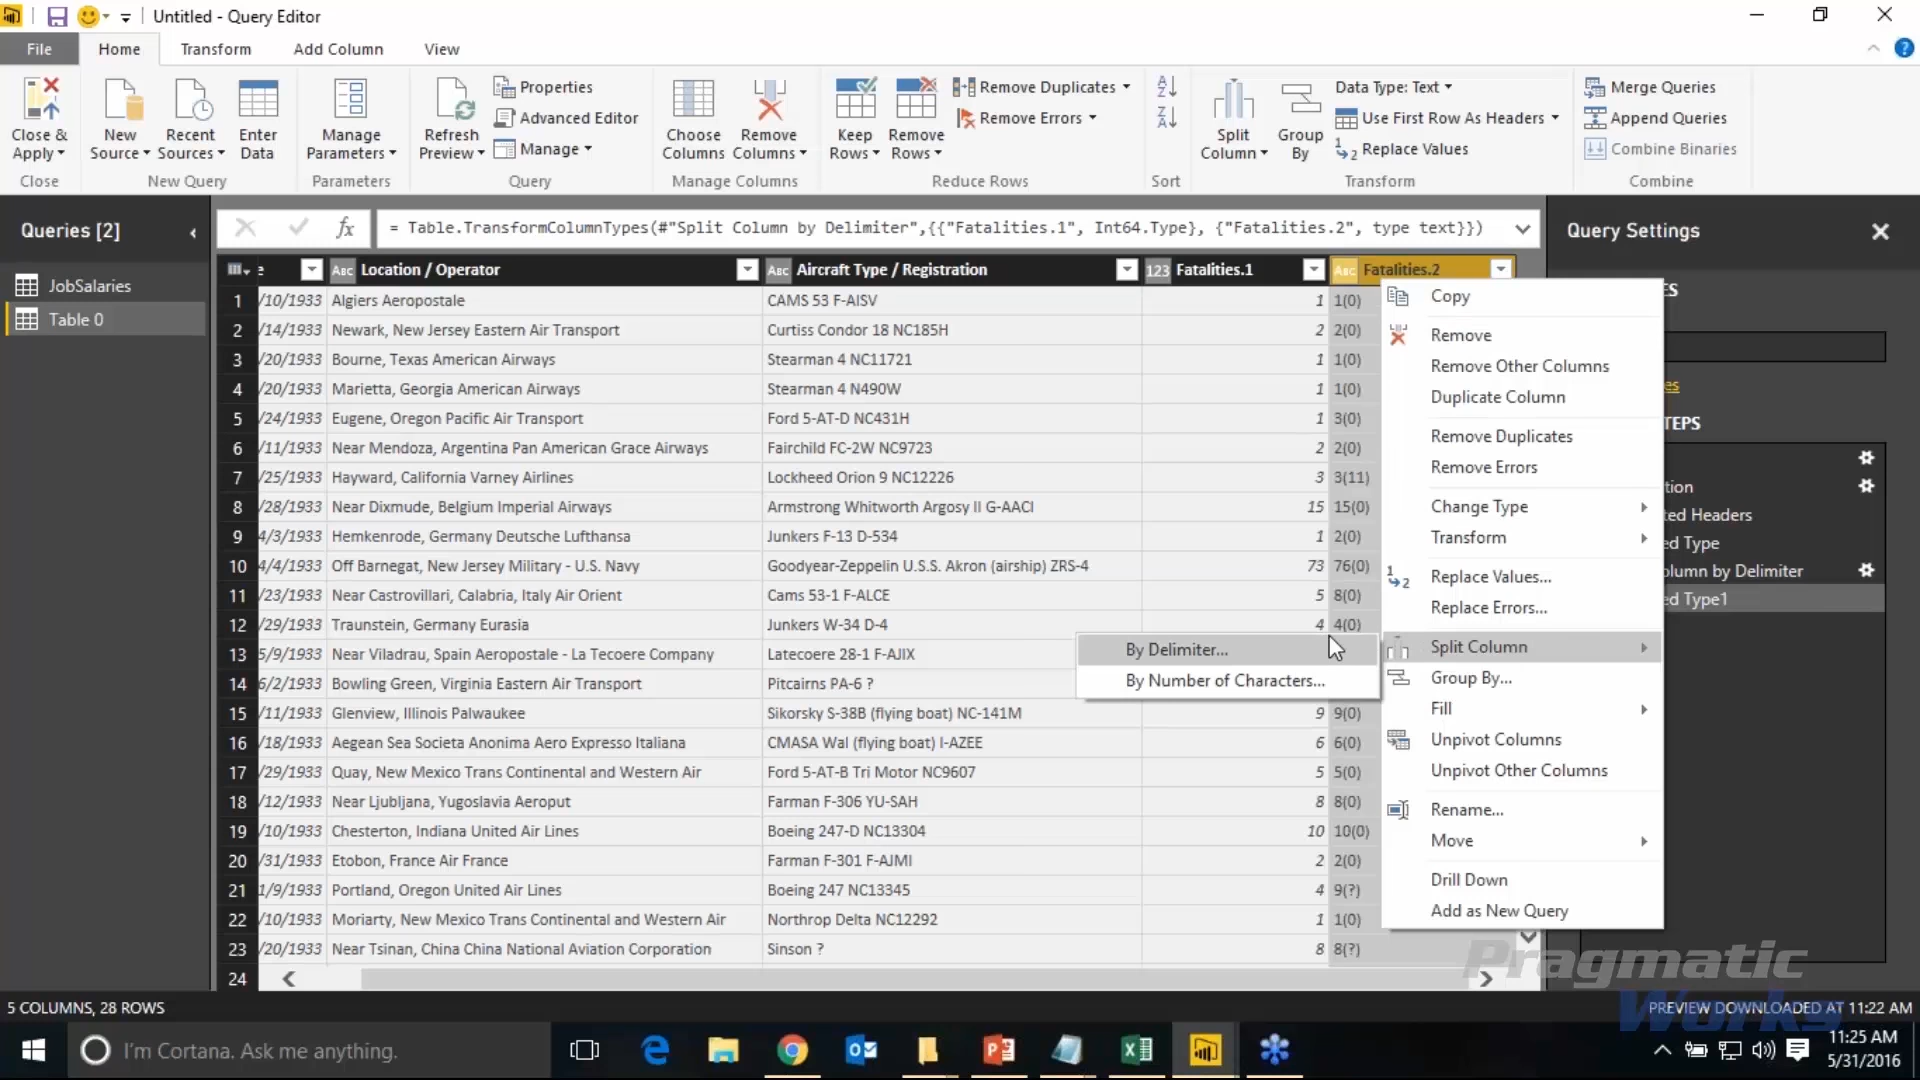 Untitled - Query Editor
File
Home
Transform
Add Column
View
Close & Apply
New Source
Recent Sources
Enter Data
Manage Parameters
Refresh Preview
Properties
Advanced Editor
Manage
Choose Columns
Remove Columns
Keep Rows
Remove Rows
Remove Duplicates
Remove Errors
Split Column
Group By
Data Type: Text
Use First Row As Headers
Replace Values
Merge Queries
Append Queries
Combine Binaries
Close
New Query
Parameters
Query
Manage Columns
Reduce Rows
Sort
Transform
Combine
Queries [2]
JobSalaries
Table 0
= Table.TransformColumnTypes(#"Split Column by Delimiter",{{"Fatalities.1", Int64.Type}, {"Fatalities.2", type text}})
Query Settings
e ABC Location / Operator ABC Aircraft Type / Registration 123 Fatalities.1 ABC Fatalities.2
1 /10/1933 Algiers Aeropostale CAMS 53 F-AISV 1 1(0)
2 /14/1933 Newark, New Jersey Eastern Air Transport Curtiss Condor 18 NC185H 2 2(0)
3 /20/1933 Bourne, Texas American Airways Stearman 4 NC11721 1 1(0)
4 /20/1933 Marietta, Georgia American Airways Stearman 4 N490W 1 1(0)
5 /24/1933 Eugene, Oregon Pacific Air Transport Ford 5-AT-D NC431H 1 3(0)
6 /11/1933 Near Mendoza, Argentina Pan American Grace Airways Fairchild FC-2W NC9723 2 2(0)
7 /25/1933 Hayward, California Varney Airlines Lockheed Orion 9 NC12226 3 3(11)
8 /28/1933 Near Dixmude, Belgium Imperial Airways Armstrong Whitworth Argosy II G-AACI 15 15(0)
9 4/3/1933 Hemkenrode, Germany Deutsche Lufthansa Junkers F-13 D-534 1 2(0)
10 4/4/1933 Off Barnegat, New Jersey Military - U.S. Navy Goodyear-Zeppelin U.S.S. Akron (airship) ZRS-4 73 76(0)
11 /23/1933 Near Castrovillari, Calabria, Italy Air Orient Cams 53-1 F-ALCE 5 8(0)
12 /29/1933 Traunstein, Germany Eurasia Junkers W-34 D-4 4 4(0)
13 5/9/1933 Near Viladrau, Spain Aeropostale - La Tecoere Company Latecoere 28-1 F-AJIX
14 6/2/1933 Bowling Green, Virginia Eastern Air Transport Pitcairns PA-6 ?
15 /11/1933 Glenview, Illinois Palwaukee Sikorsky S-38B (flying boat) NC-141M 9 9(0)
16 /18/1933 Aegean Sea Societa Anonima Aero Expresso Italiana CMASA Wal (flying boat) I-AZEE 6 6(0)
17 /29/1933 Quay, New Mexico Trans Continental and Western Air Ford 5-AT-B Tri Motor NC9607 5 5(0)
18 /12/1933 Near Ljubljana, Yugoslavia Aeroput Farman F-306 YU-SAH 8 8(0)
19 /10/1933 Chesterton, Indiana United Air Lines Boeing 247-D NC13304 10 10(0)
20 /31/1933 Etobon, France Air France Farman F-301 F-AJMI 2 2(0)
21 1/9/1933 Portland, Oregon United Air Lines Boeing 247 NC13345 4 9(?)
22 /10/1933 Moriarty, New Mexico Trans Continental and Western Air Northrop Delta NC12292 1 1(0)
23 /20/1933 Near Tsinan, China China National Aviation Corporation Sinson ? 8 8(?)
24
Copy
Remove
Remove Other Columns
Duplicate Column
Remove Duplicates
Remove Errors
Change Type
Transform
Replace Values...
Replace Errors...
Split Column
Group By...
Fill
Unpivot Columns
Unpivot Other Columns
Rename...
Move
Drill Down
Add as New Query
By Delimiter...
By Number of Characters...
ES
es
TEPS
tion
ted Headers
ed Type
olumn by Delimiter
ed Type1
Pragmatic
Works
5 COLUMNS, 28 ROWS
PREVIEW DOWNLOADED AT 11:22 AM
I'm Cortana. Ask me anything.
11:25 AM
5/31/2016